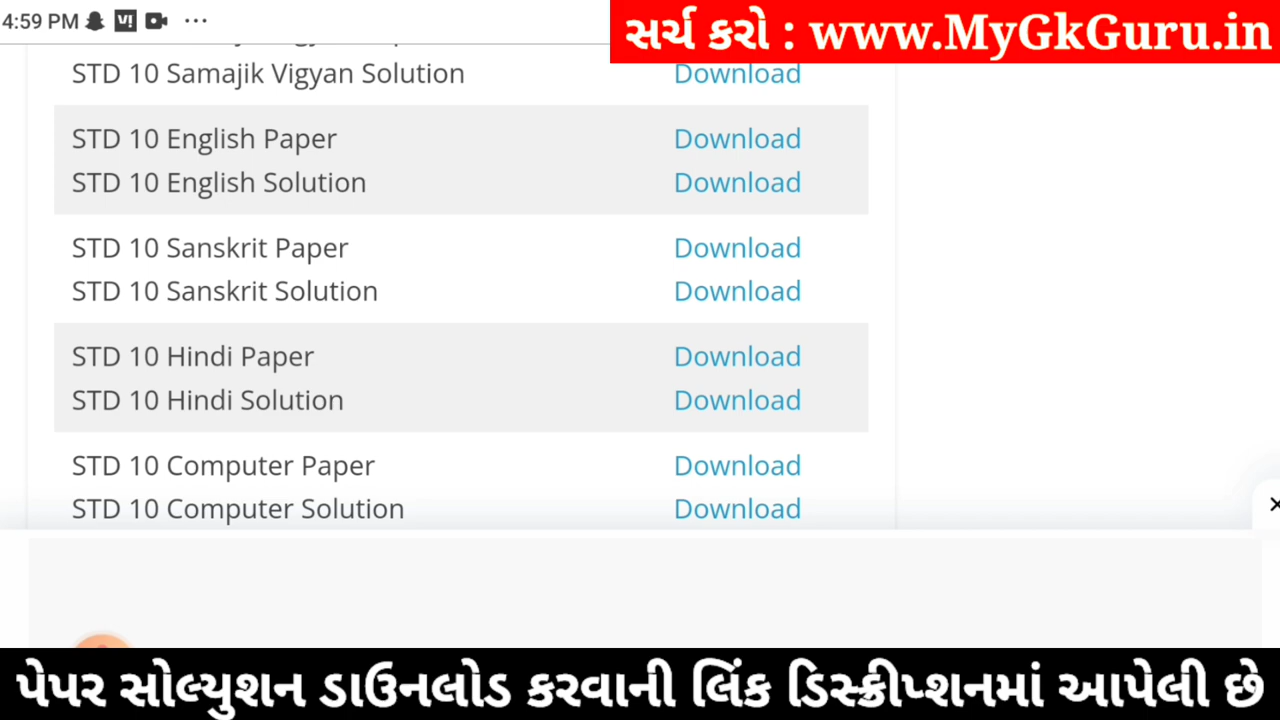 4:59 PM
સર્ચ કરો : www.MyGkGuru.in
STD 10 Samajik Vigyan Solution Download
STD 10 English Paper Download
STD 10 English Solution Download
STD 10 Sanskrit Paper Download
STD 10 Sanskrit Solution Download
STD 10 Hindi Paper Download
STD 10 Hindi Solution Download
STD 10 Computer Paper Download
STD 10 Computer Solution Download
પેપર સોલ્યુશન ડાઉનલોડ કરવાની લિંક ડિસ્ક્રીપ્શનમાં આપેલી છે